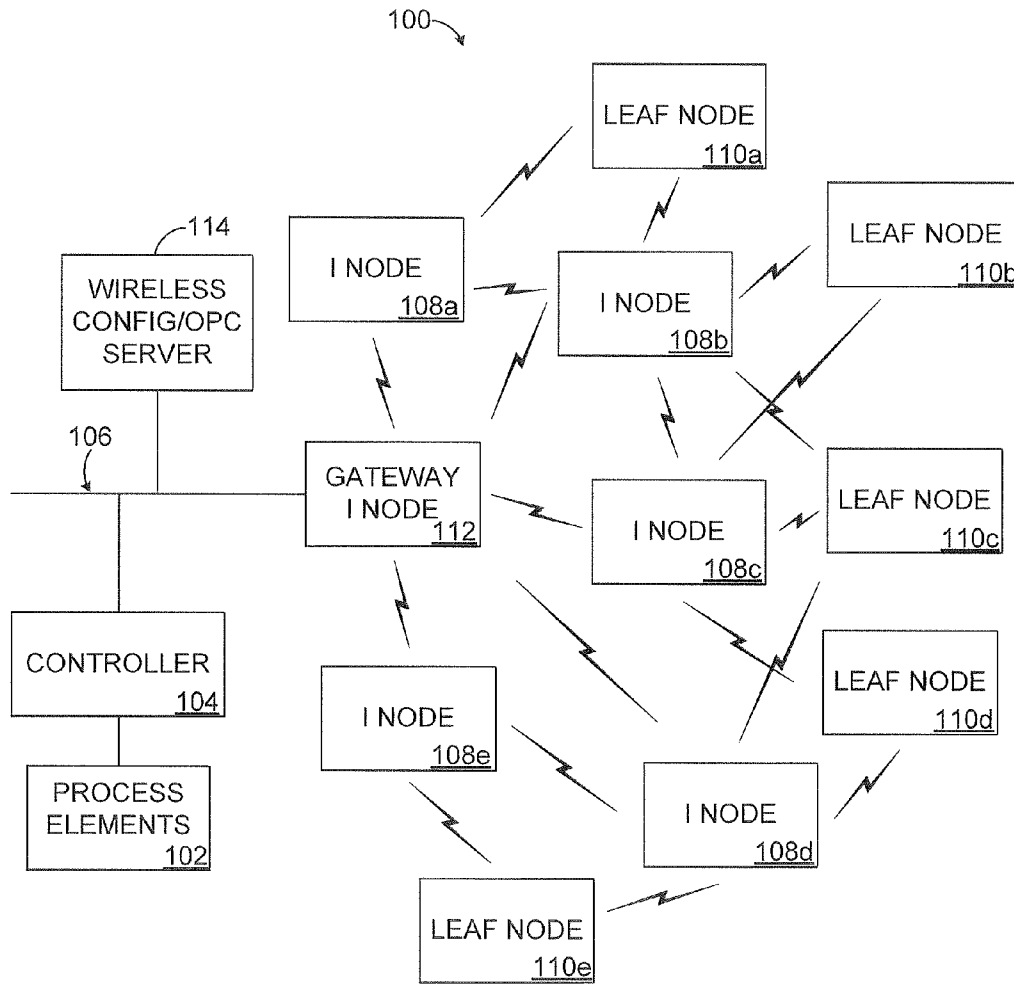 100
LEAF NODE
110a
114
WIRELESS
CONFIG/OPC
SERVER
I NODE
108a
I NODE
108b
LEAF NODE
110b
106
GATEWAY
I NODE
112
I NODE
108c
LEAF NODE
110c
CONTROLLER
104
I NODE
108e
LEAF NODE
110d
PROCESS
ELEMENTS
102
I NODE
108d
LEAF NODE
110e